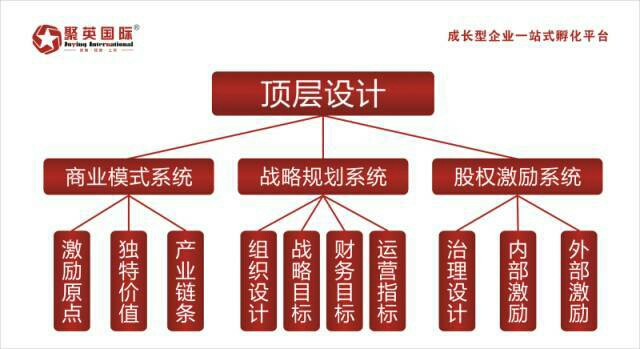 聚英国际®
Juying International
成长型企业一站式孵化平台
顶层设计
商业模式系统
战略规划系统
股权激励系统
激励原点
独特价值
产业链条
组织设计
战略目标
财务目标
运营指标
治理设计
内部激励
外部激励